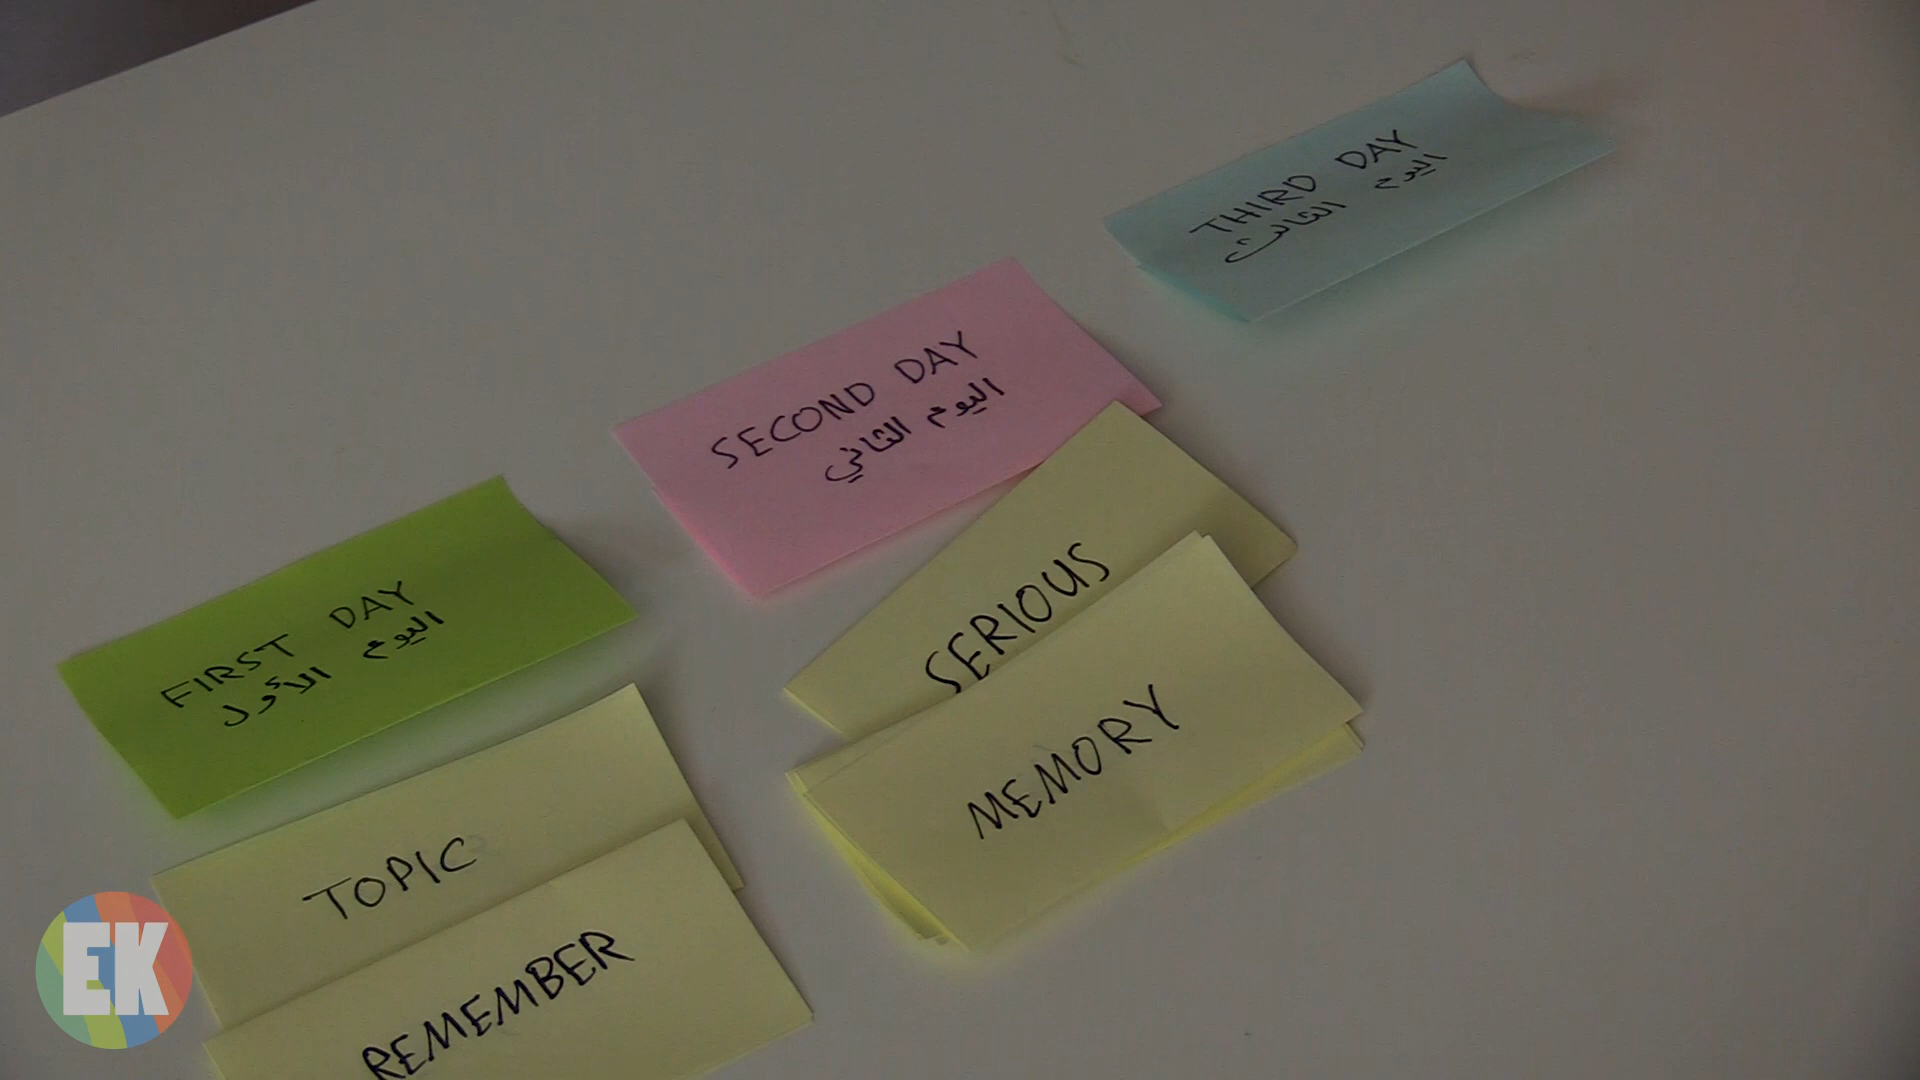 THIRD DAY
اليوم الثالث
SECOND DAY
اليوم الثاني
FIRST DAY
اليوم الأول
SERIOUS
MEMORY
TOPIC
REMEMBER
EK